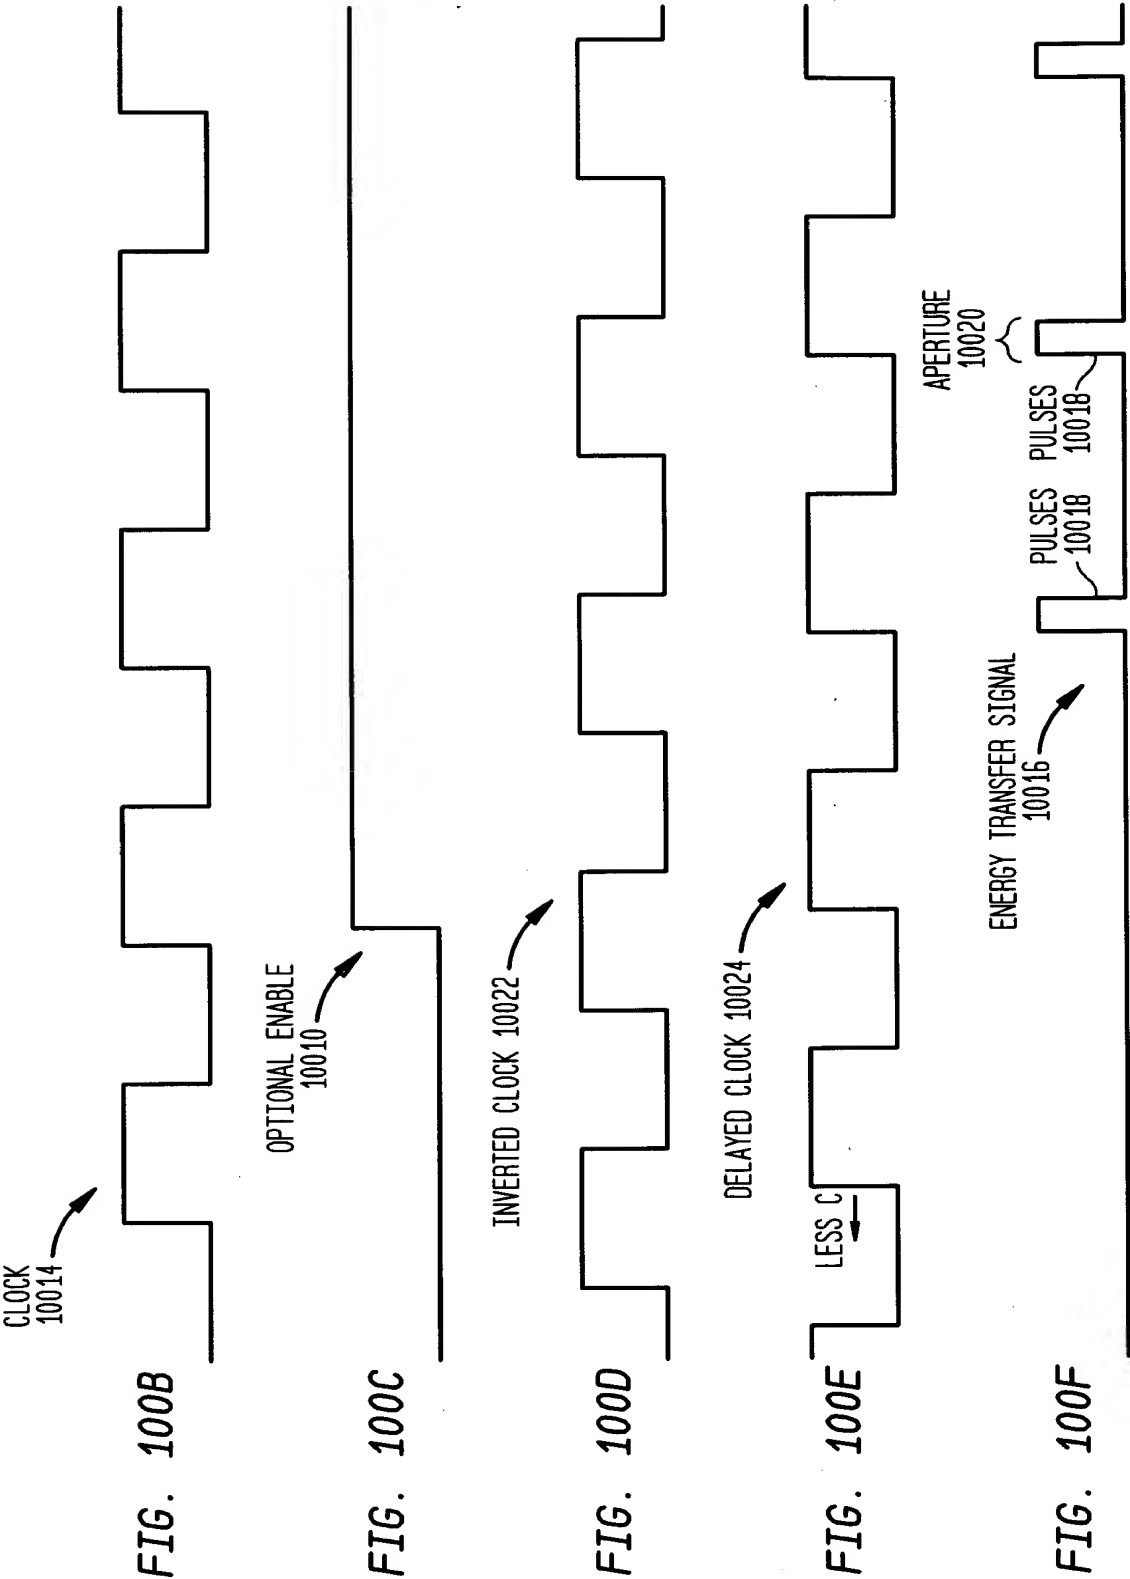 FIG. 100B
CLOCK
10014
FIG. 100C
OPTIONAL ENABLE
10010
FIG. 100D
INVERTED CLOCK 10022
FIG. 100E
LESS C
DELAYED CLOCK 10024
FIG. 100F
ENERGY TRANSFER SIGNAL
10016
PULSES
10018
PULSES
10018
APERTURE
10020